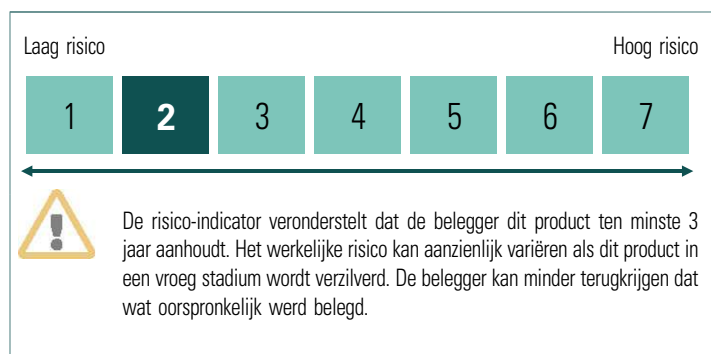 Laag risico Hoog risico
1 2 3 4 5 6 7
De risico-indicator veronderstelt dat de belegger dit product ten minste 3
jaar aanhoudt. Het werkelijke risico kan aanzienlijk variëren als dit product in
een vroeg stadium wordt verzilverd. De belegger kan minder terugkrijgen dat
wat oorspronkelijk werd belegd.